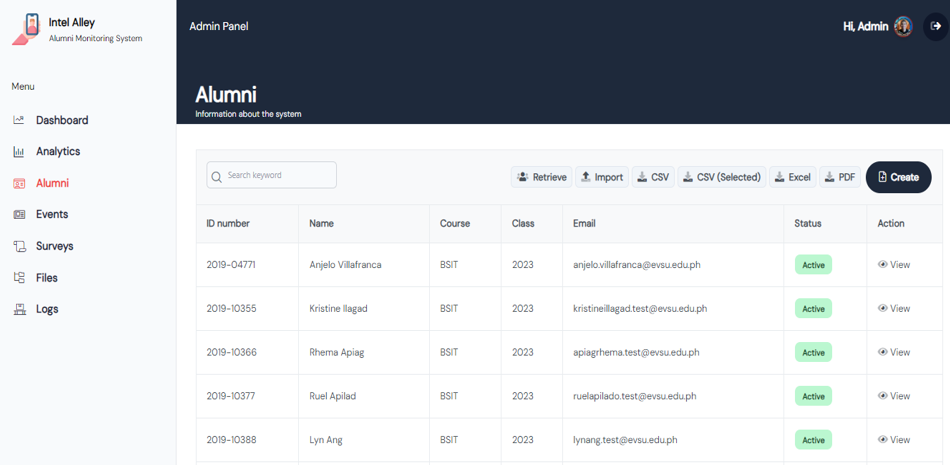 Intel Alley
Alumni Monitoring System
Admin Panel
Hi, Admin
Menu
Dashboard
Analytics
Alumni
Events
Surveys
Files
Logs
Alumni
Information about the system
Search keyword
Retrieve Import CSV CSV (Selected) Excel PDF Create
ID number Name Course Class Email Status Action
2019-04771 Anjelo Villafranca BSIT 2023 anjelo.villafranca@evsu.edu.ph Active View
2019-10355 Kristine Ilagad BSIT 2023 kristineillagad.test@evsu.edu.ph Active View
2019-10366 Rhema Apiag BSIT 2023 apiagrhema.test@evsu.edu.ph Active View
2019-10377 Ruel Apilad BSIT 2023 ruelapilado.test@evsu.edu.ph Active View
2019-10388 Lyn Ang BSIT 2023 lynang.test@evsu.edu.ph Active View